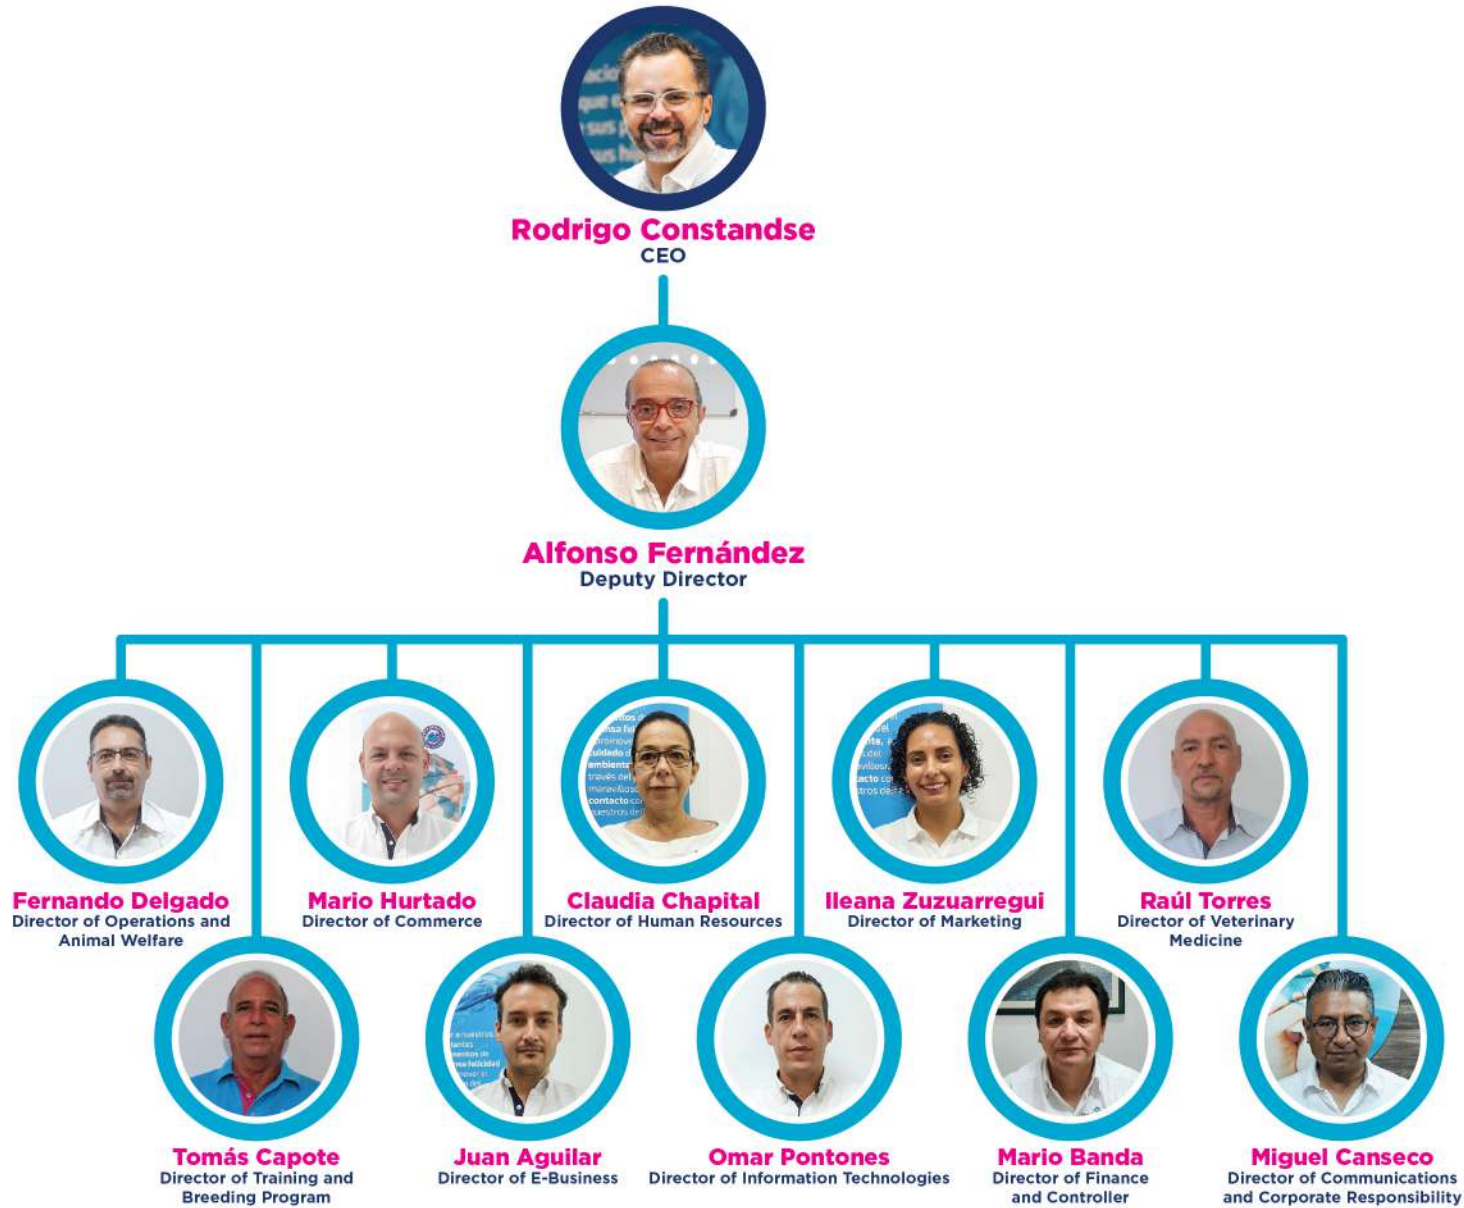 Rodrigo Constandse
CEO
Alfonso Fernández
Deputy Director
Fernando Delgado
Director of Operations and
Animal Welfare
Mario Hurtado
Director of Commerce
Claudia Chapital
Director of Human Resources
Ileana Zuzuarregui
Director of Marketing
Raúl Torres
Director of Veterinary
Medicine
Tomás Capote
Director of Training and
Breeding Program
Juan Aguilar
Director of E-Business
Omar Pontones
Director of Information Technologies
Mario Banda
Director of Finance
and Controller
Miguel Canseco
Director of Communications
and Corporate Responsibility